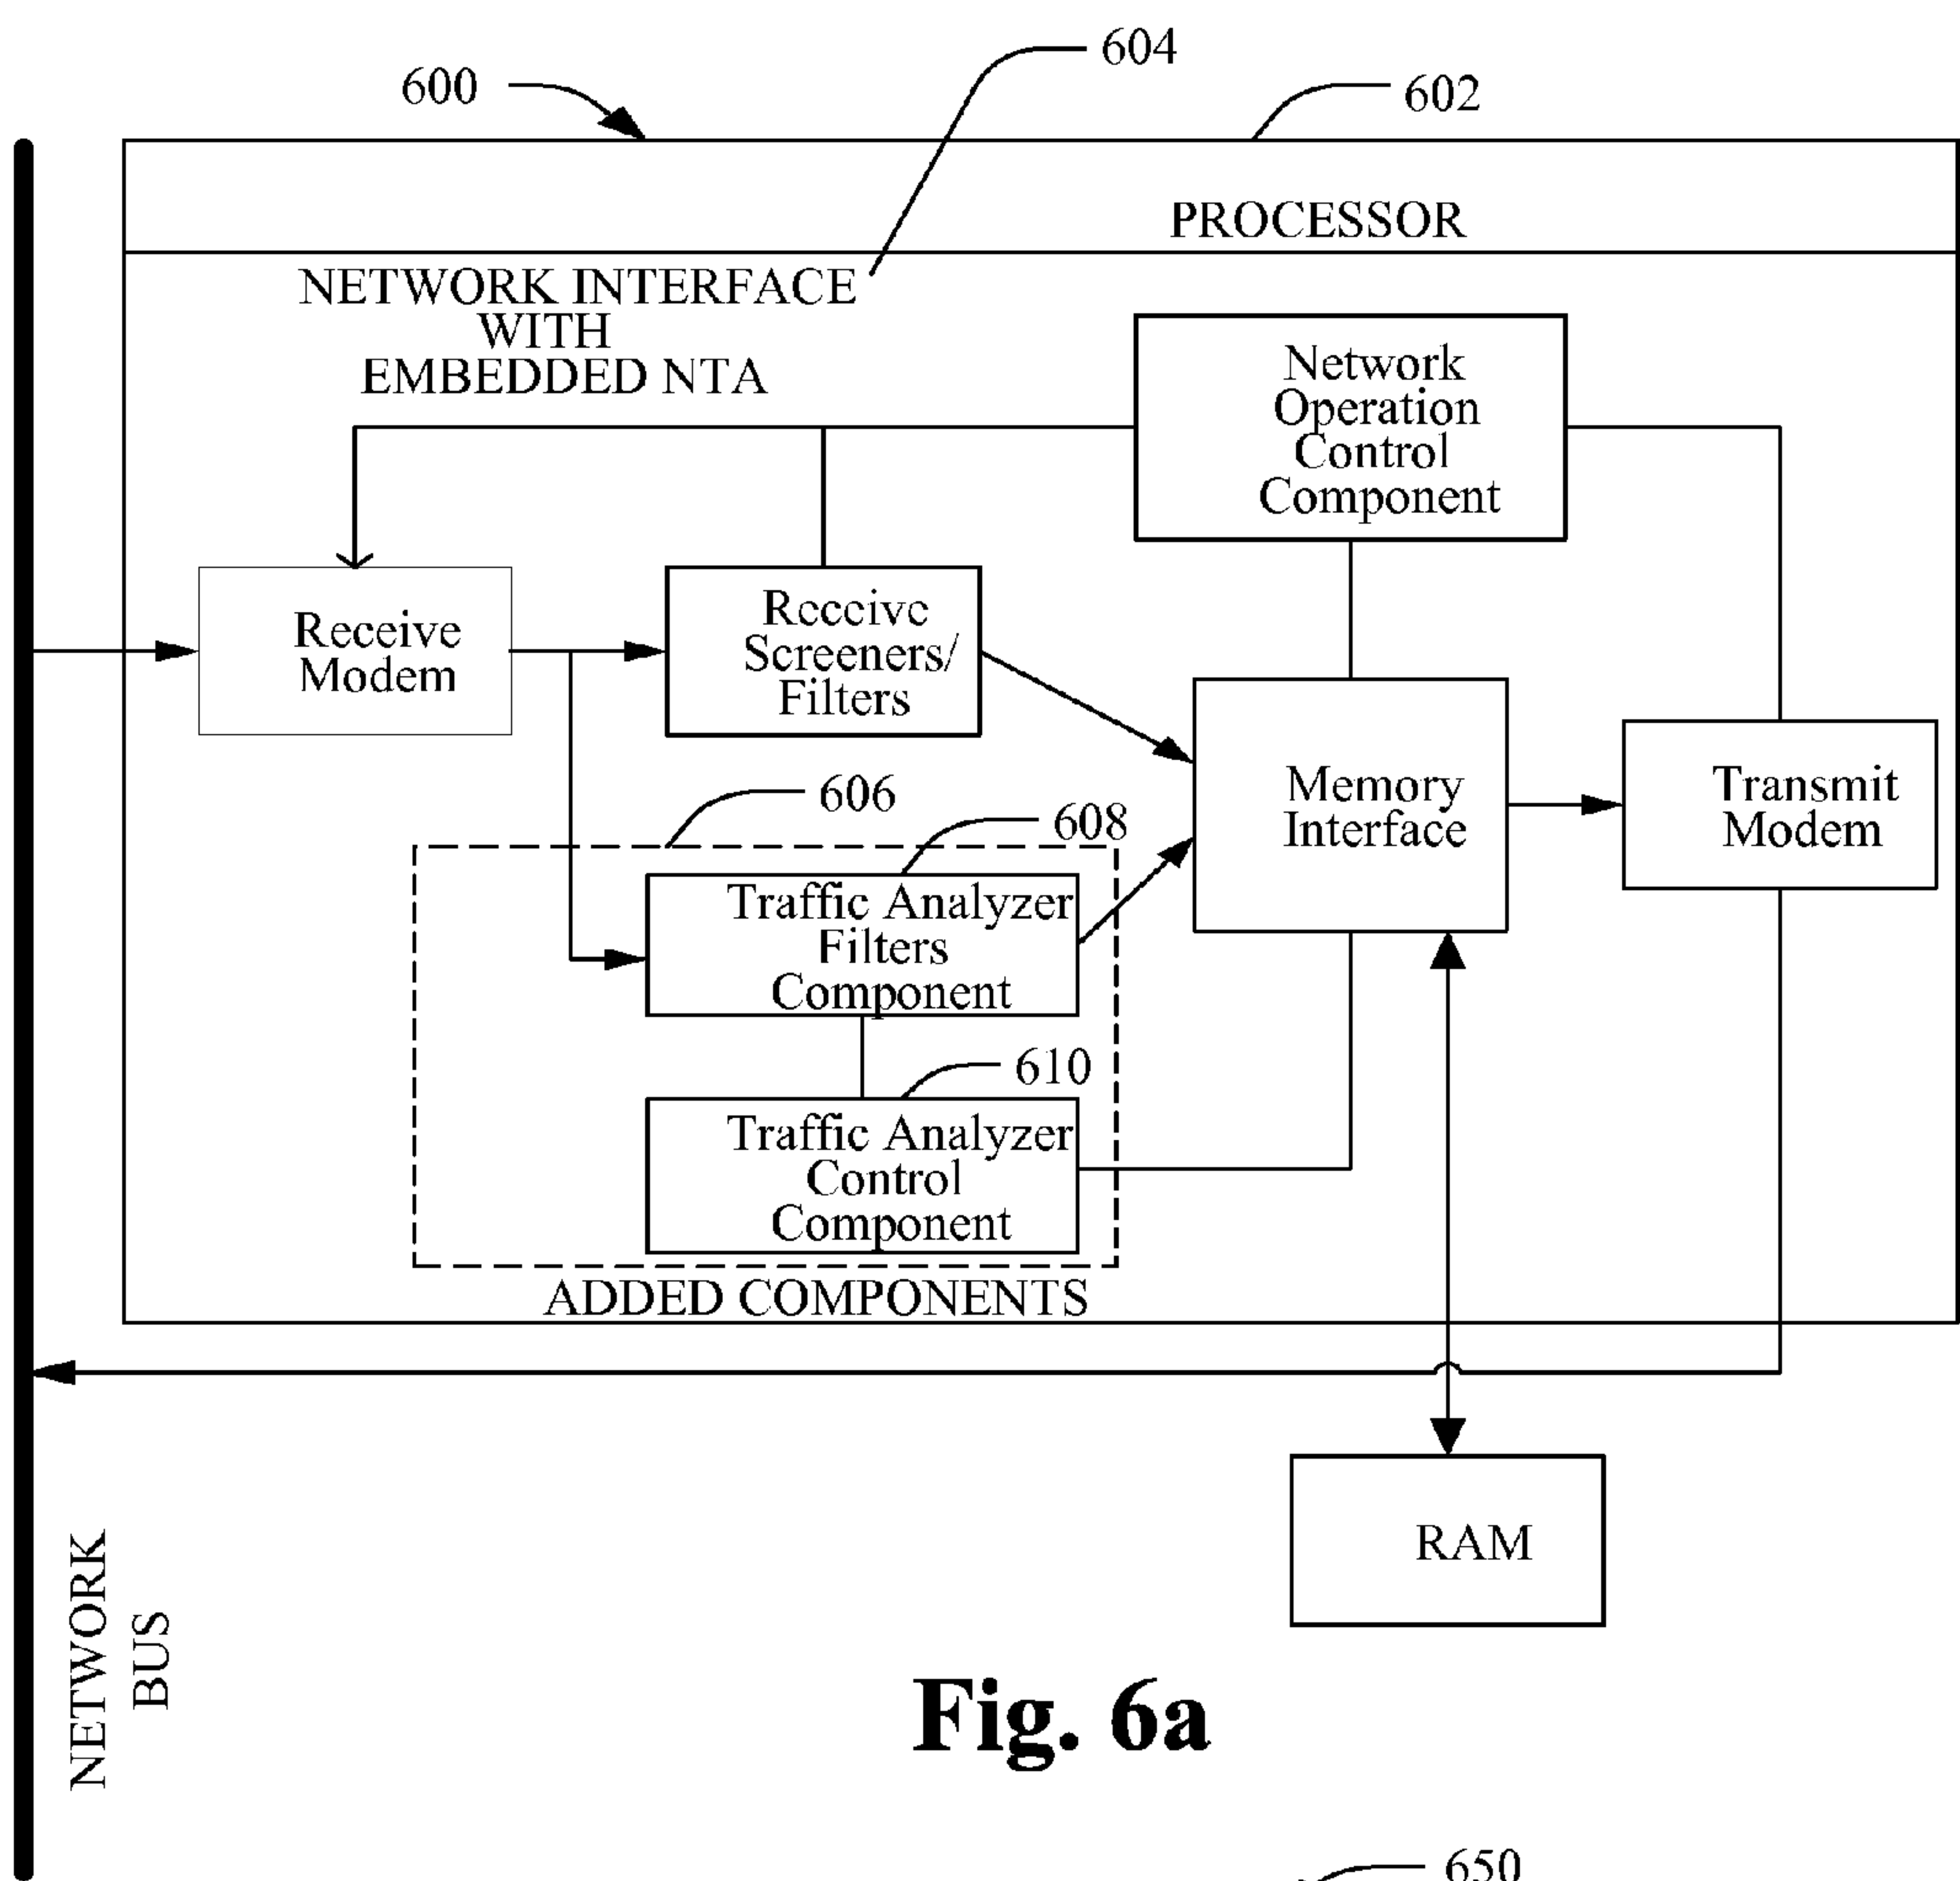 604
600
602
PROCESSOR
NETWORK INTERFACE
WITH
EMBEDDED NTA
Network
Operation
Control
Component
Receive
Modem
Receive
Screeners/
Filters
Memory
Interface
Transmit
Modem
606
608
Traffic Analyzer
Filters
Component
610
Traffic Analyzer
Control
Component
ADDED COMPONENTS
RAM
NETWORK
BUS
Fig. 6a
650